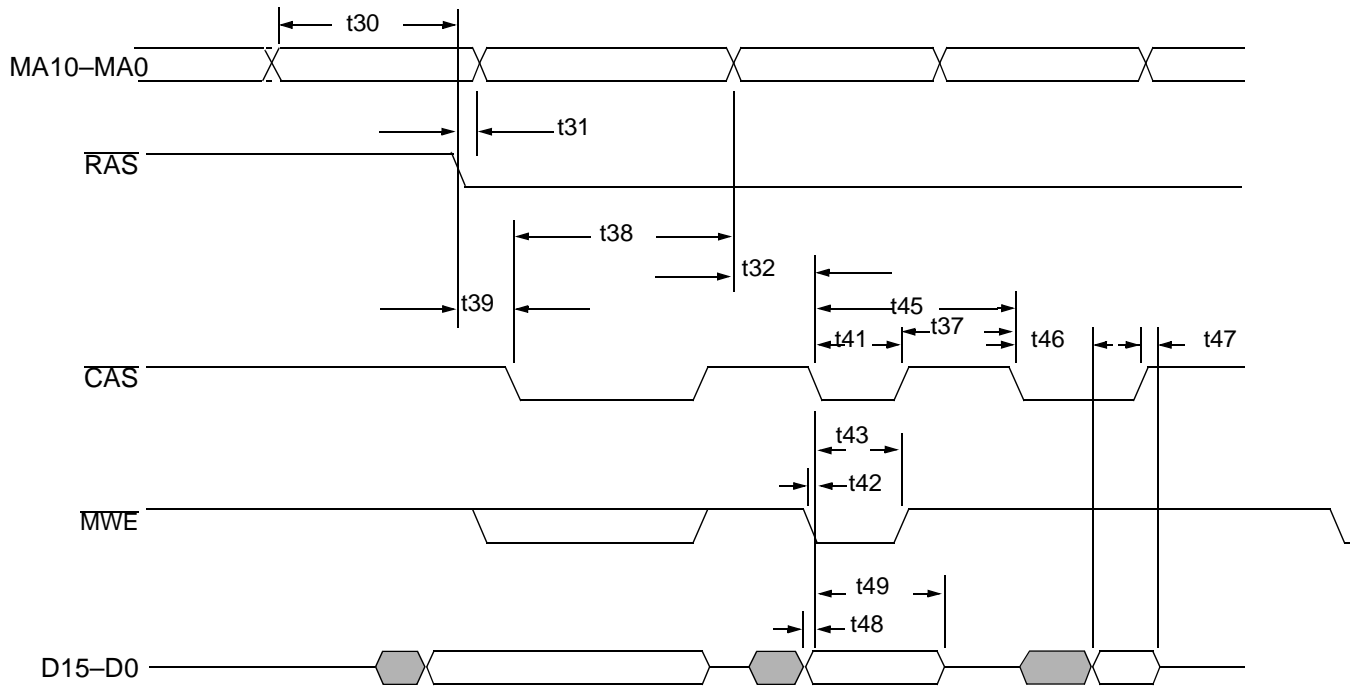 t30
MA10–MA0
t31
RAS
t38
t32
t39
t45
t37
t41
t46
t47
CAS
t43
t42
MWE
t49
t48
D15–D0